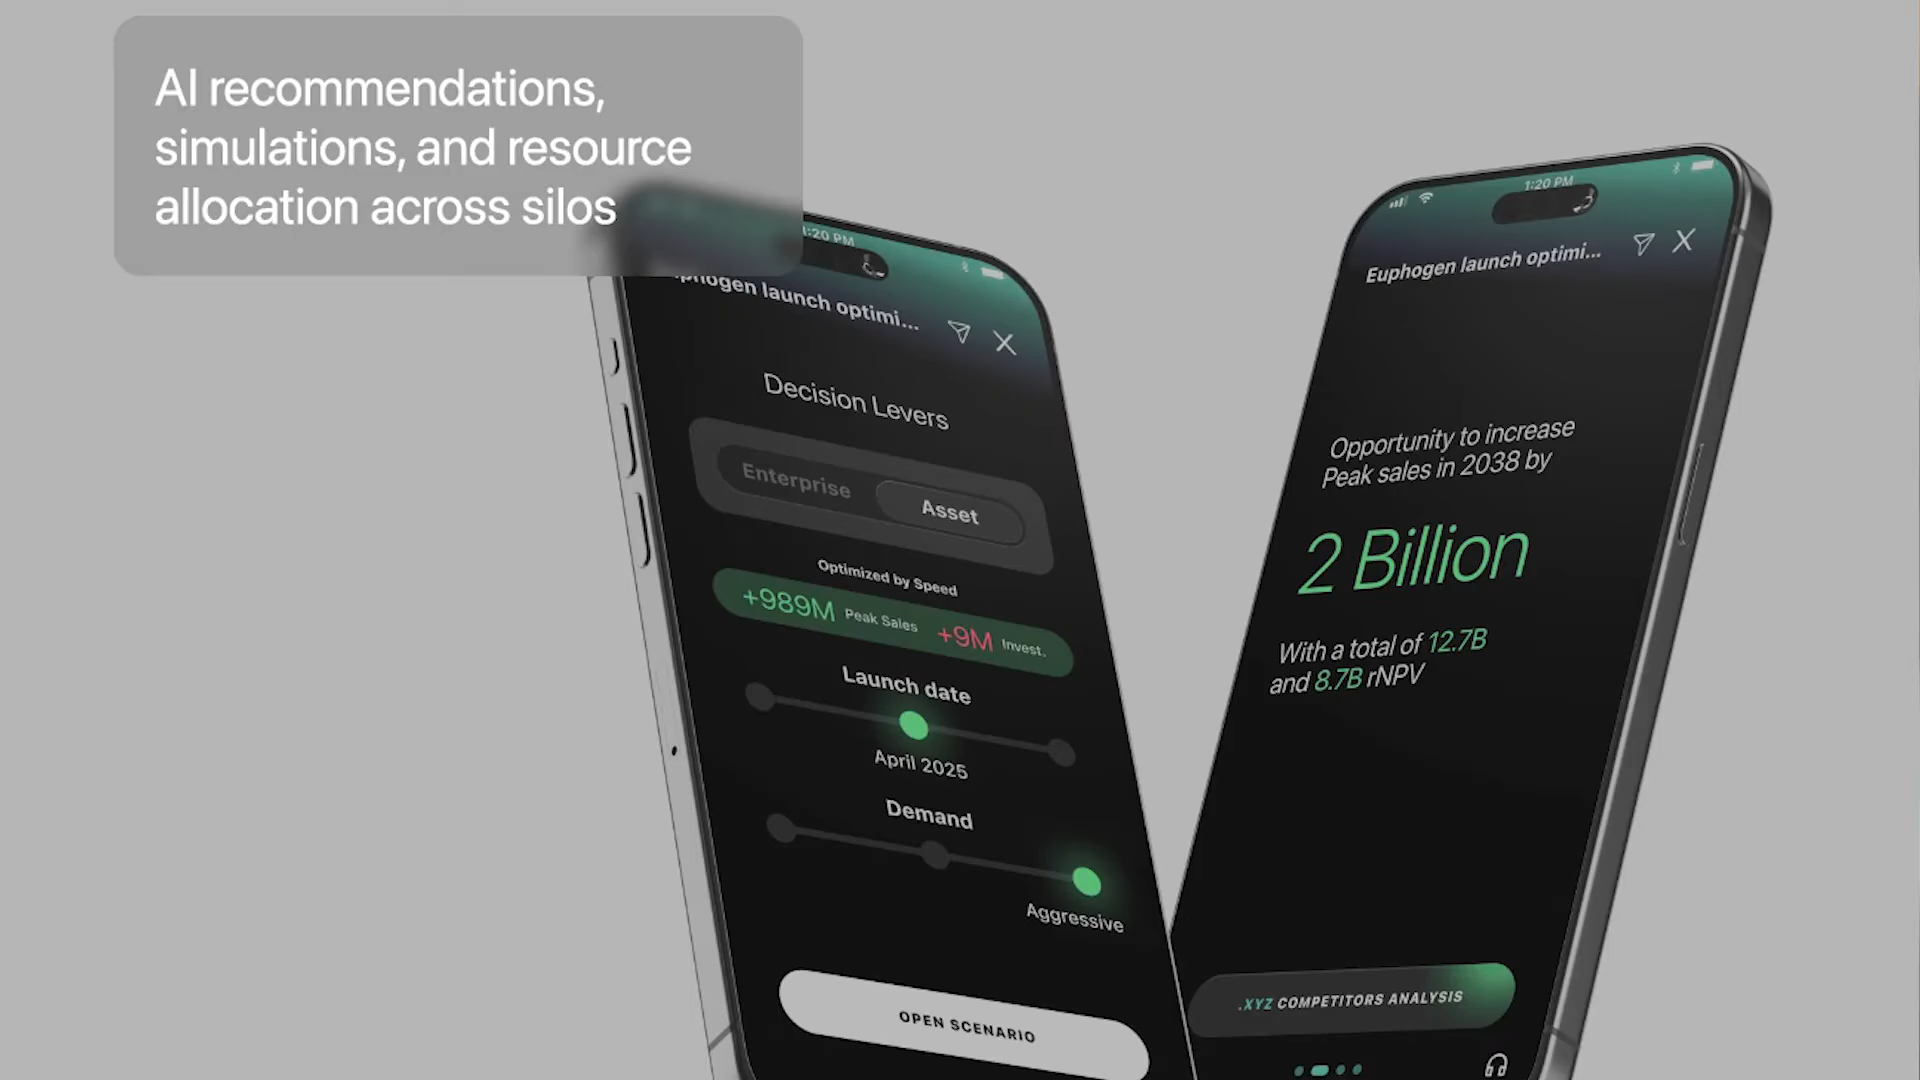 AI recommendations,
simulations, and resource
allocation across silos
1:20 PM
Euphogen launch optimi...
Decision Levers
Enterprise
Asset
Optimized by Speed
+989M Peak Sales +9M Invest.
Launch date
April 2025
Demand
Aggressive
OPEN SCENARIO
1:20 PM
Euphogen launch optimi...
Opportunity to increase
Peak sales in 2038 by
2 Billion
With a total of 12.7B
and 8.7B rNPV
.XYZ COMPETITORS ANALYSIS